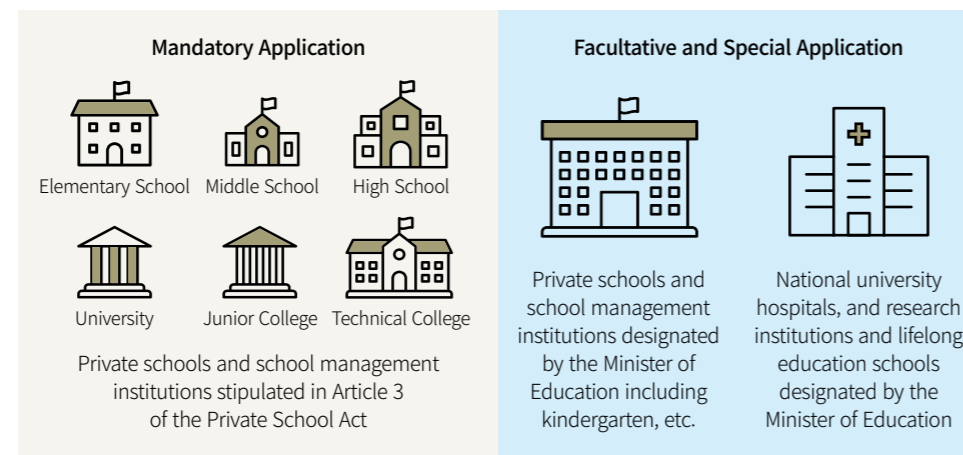 Mandatory Application
Elementary School
Middle School
High School
University
Junior College
Technical College
Private schools and school management
institutions stipulated in Article 3
of the Private School Act
Facultative and Special Application
Private schools and
school management
institutions designated
by the Minister of
Education including
kindergarten, etc.
National university
hospitals, and research
institutions and lifelong
education schools
designated by the
Minister of Education